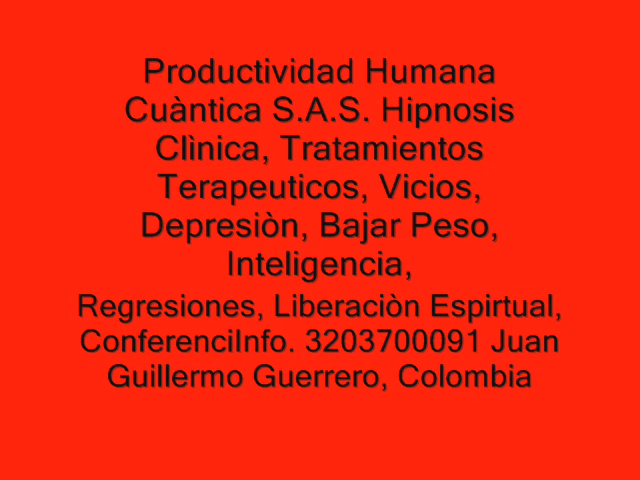 Productividad Humana
Cuàntica S.A.S. Hipnosis
Clìnica, Tratamientos
Terapeuticos, Vicios,
Depresiòn, Bajar Peso,
Inteligencia,
Regresiones, Liberaciòn Espirtual,
ConferenciInfo. 3203700091 Juan
Guillermo Guerrero, Colombia